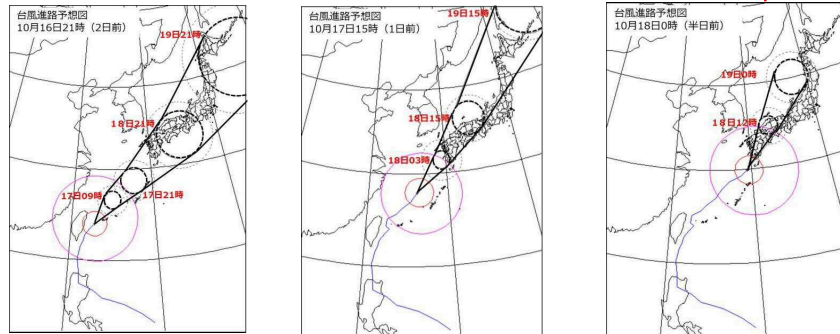 台風進路予想図
10月16日21時（2日前）
19日21時
18日21時
17日09時
17日21時
台風進路予想図
10月17日15時（1日前）
19日15時
18日15時
18日03時
台風進路予想図
10月18日0時（半日前）
19日0時
18日12時